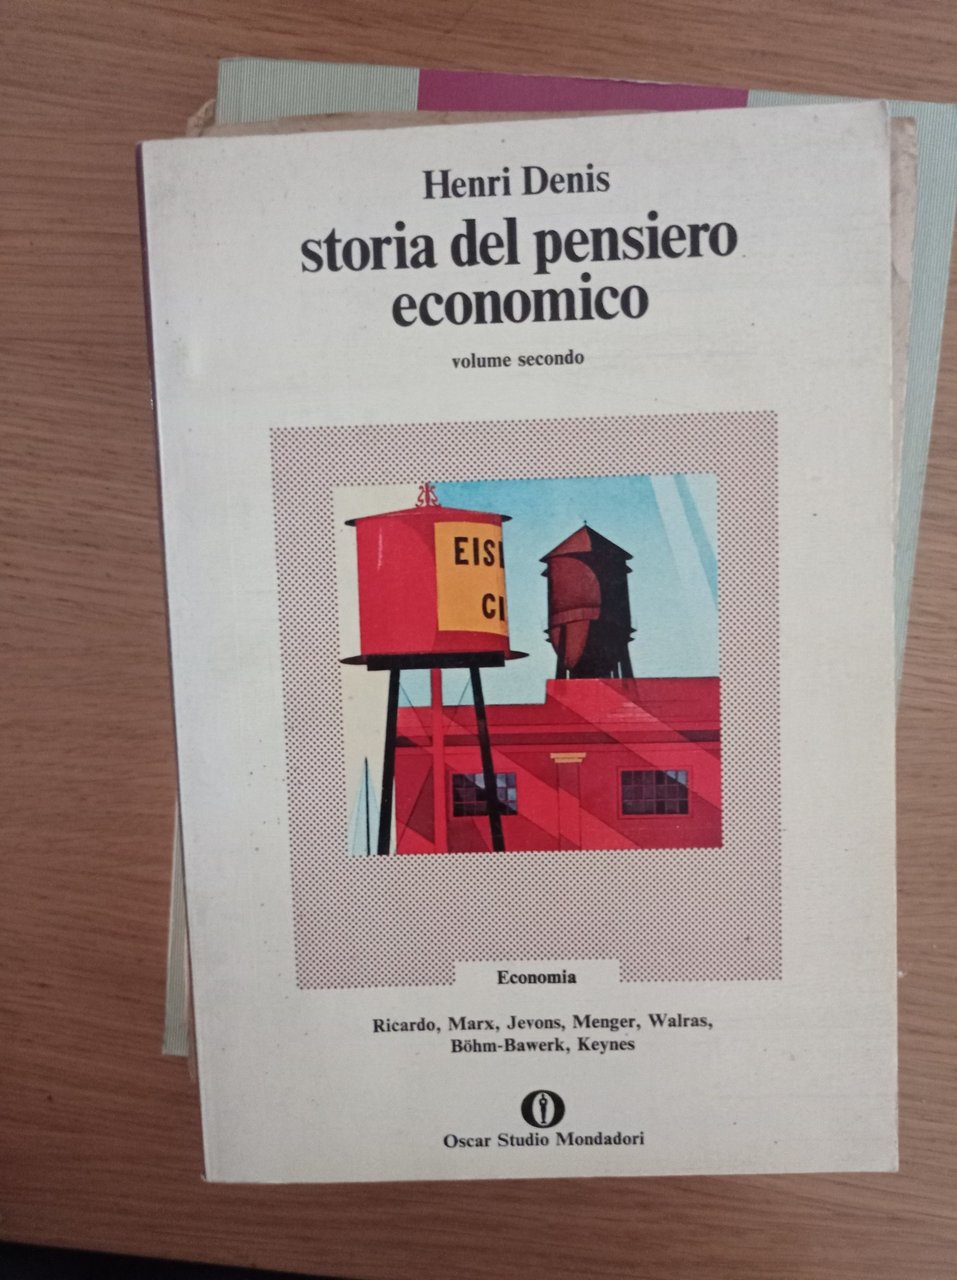 Henri Denis
storia del pensiero
economico
volume secondo
EIS
CI
Economia
Ricardo, Marx, Jevons, Menger, Walras,
Böhm-Bawerk, Keynes
Oscar Studio Mondadori